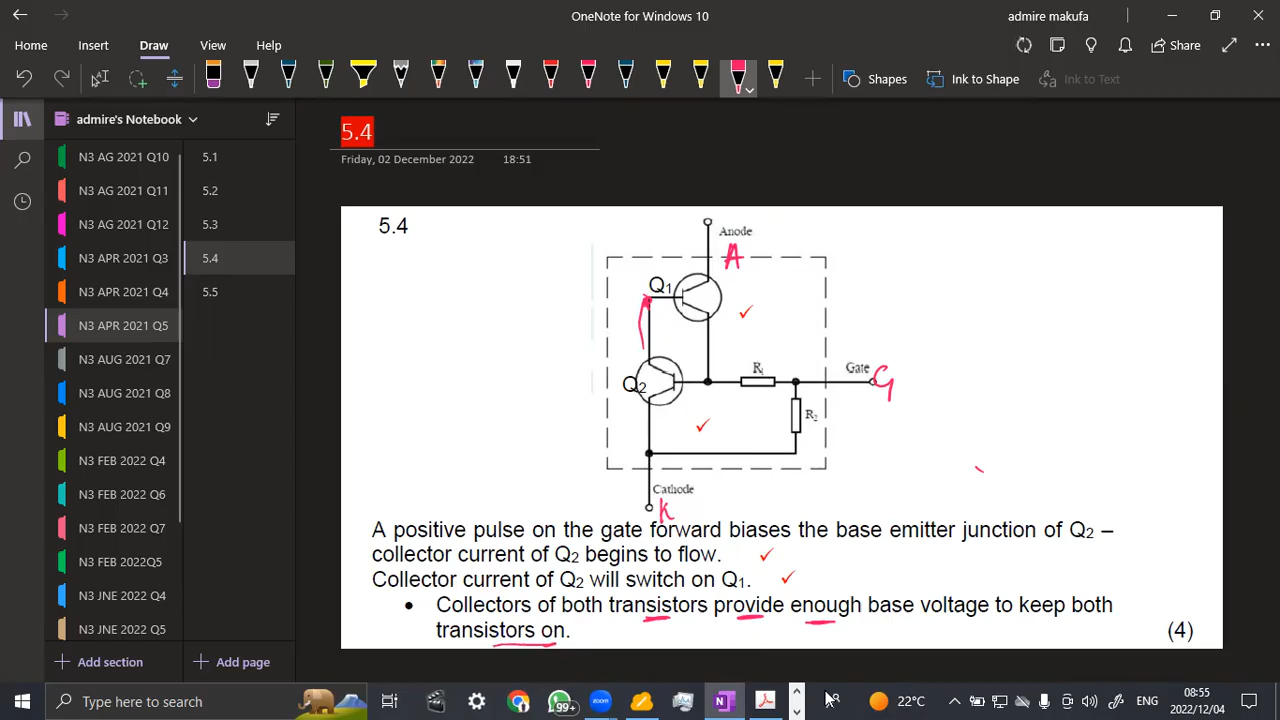 OneNote for Windows 10
admire makufa
Home
Insert
Draw
View
Help
Share
Shapes
Ink to Shape
Ink to Text
admire's Notebook
N3 AG 2021 Q10
N3 AG 2021 Q11
N3 AG 2021 Q12
N3 APR 2021 Q3
N3 APR 2021 Q4
N3 APR 2021 Q5
N3 AUG 2021 Q7
N3 AUG 2021 Q8
N3 AUG 2021 Q9
N3 FEB 2022 Q4
N3 FEB 2022 Q6
N3 FEB 2022 Q7
N3 FEB 2022Q5
N3 JNE 2022 Q4
N3 JNE 2022 Q5
Add section
5.1
5.2
5.3
5.4
5.5
Add page
5.4
Friday, 02 December 2022 18:51
5.4
Anode
A
Q1
Q2
R1
Gate
G
R2
Cathode
K
A positive pulse on the gate forward biases the base emitter junction of Q2 –
collector current of Q2 begins to flow.
Collector current of Q2 will switch on Q1.
• Collectors of both transistors provide enough base voltage to keep both
transistors on.
(4)
Type here to search
99+
zoom
22°C
ENG
08:55
2022/12/04